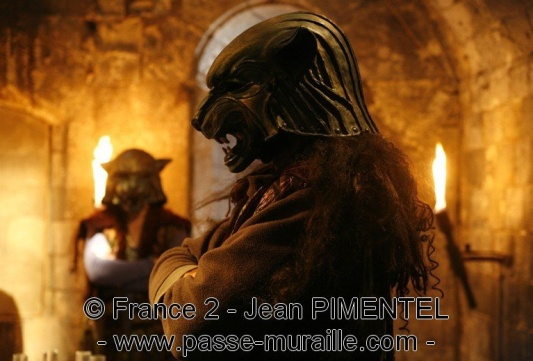 © France 2 - Jean PIMENTEL
- www.passe-muraille.com -